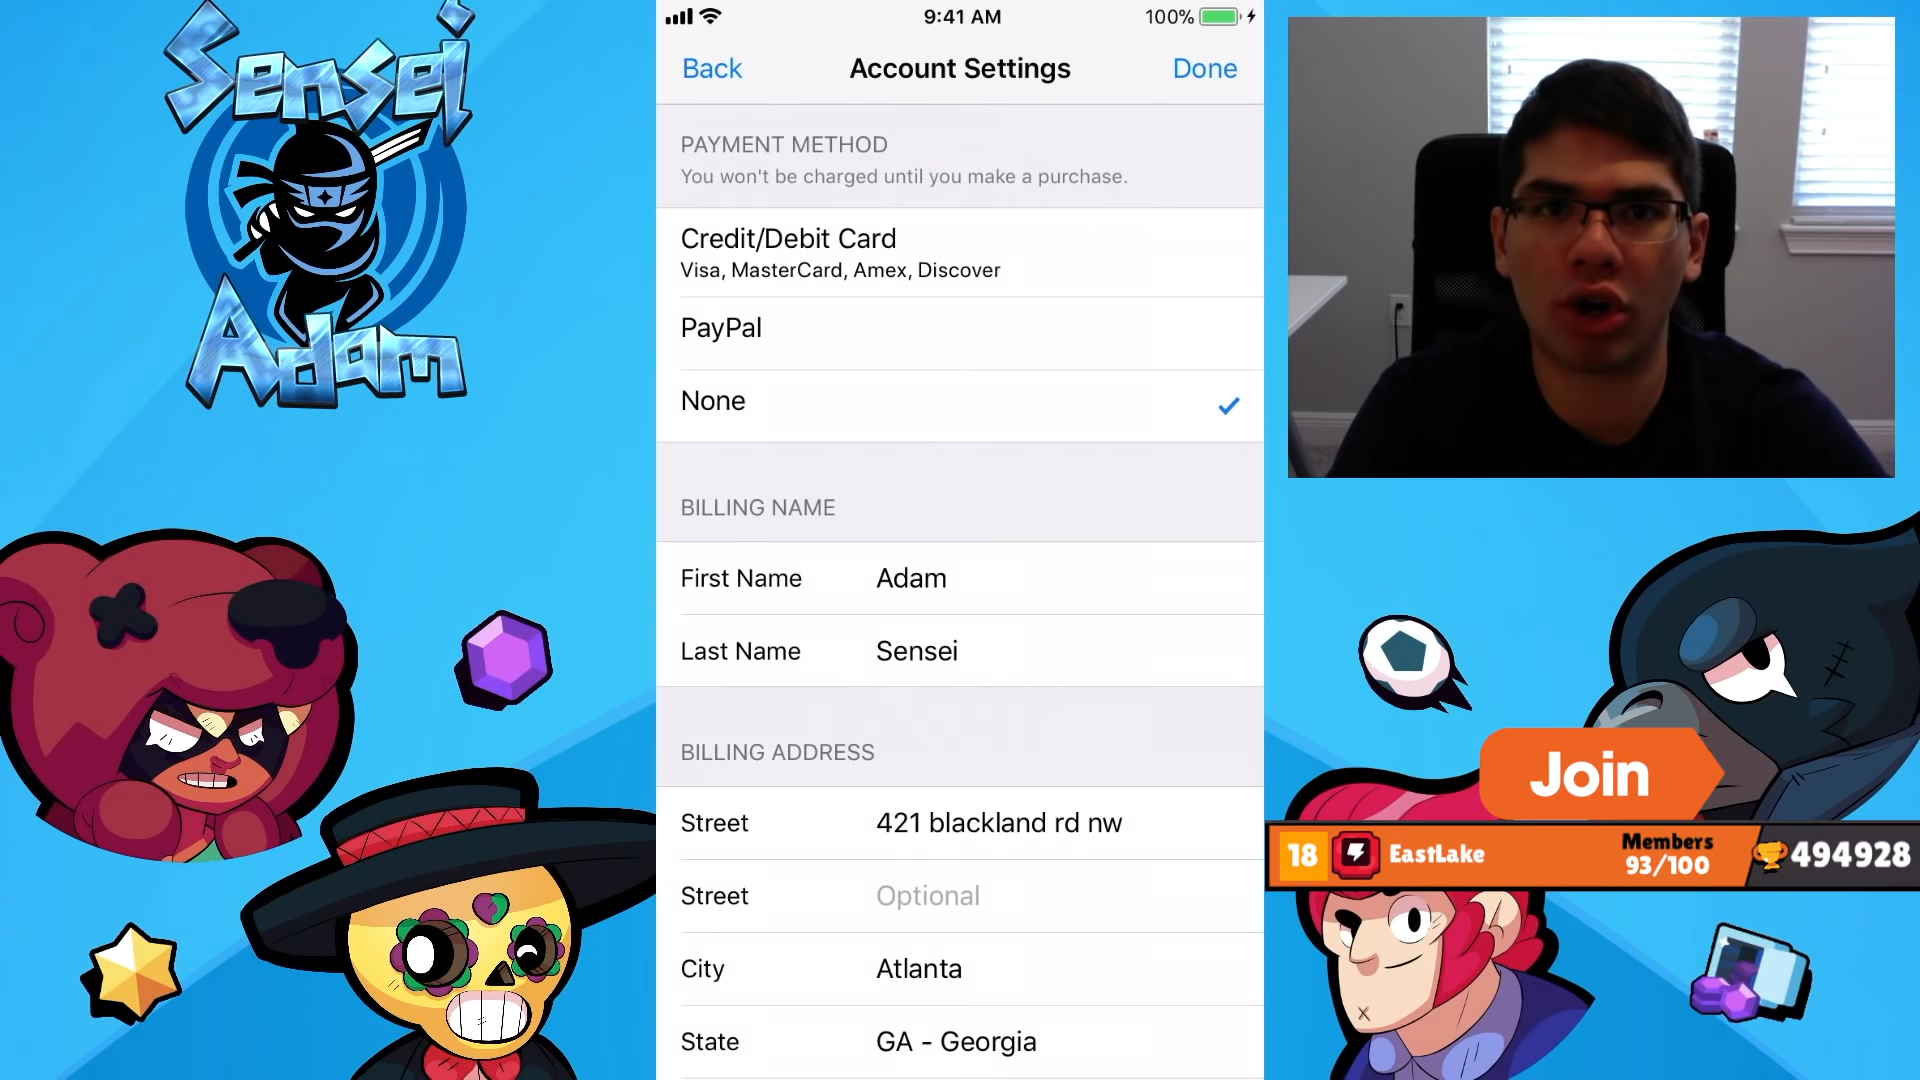 Sensei
Adam
9:41 AM
100%
Back
Account Settings
Done
PAYMENT METHOD
You won't be charged until you make a purchase.
Credit/Debit Card
Visa, MasterCard, Amex, Discover
PayPal
None
BILLING NAME
First Name Adam
Last Name Sensei
BILLING ADDRESS
Street 421 blackland rd nw
Street Optional
City Atlanta
State GA - Georgia
Join
18 EastLake
Members
93/100
494928